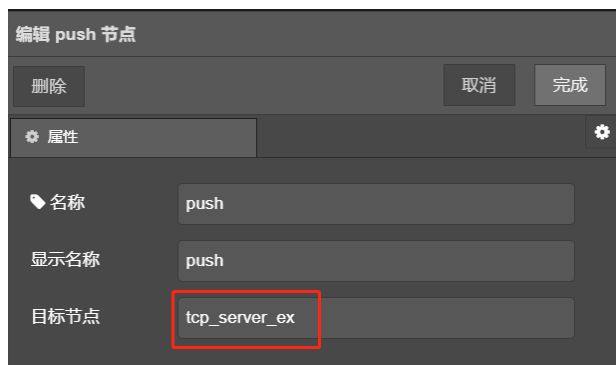 编辑 push 节点
删除 取消 完成
属性
名称 push
显示名称 push
目标节点 tcp_server_ex